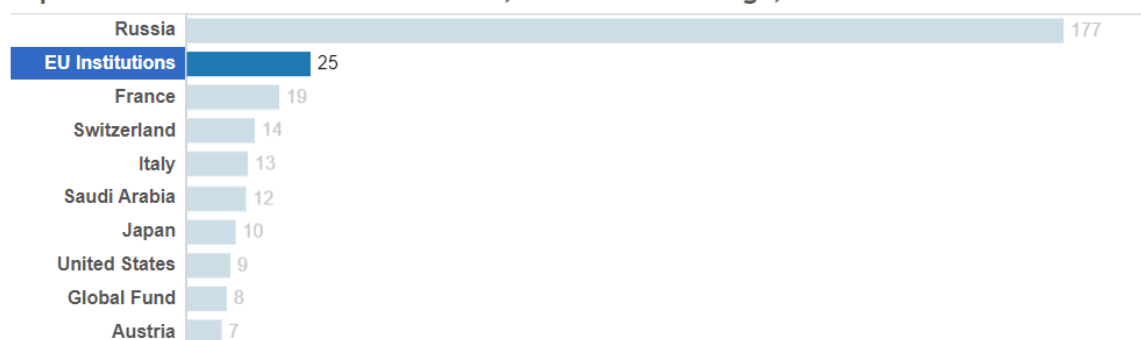 Russia 177
EU Institutions 25
France 19
Switzerland 14
Italy 13
Saudi Arabia 12
Japan 10
United States 9
Global Fund 8
Austria 7